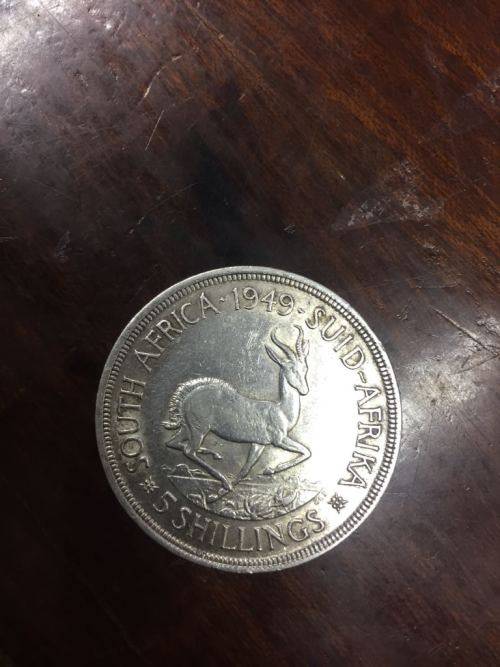 SOUTH AFRICA · 1949 · SUID-AFRIKA
5 SHILLINGS